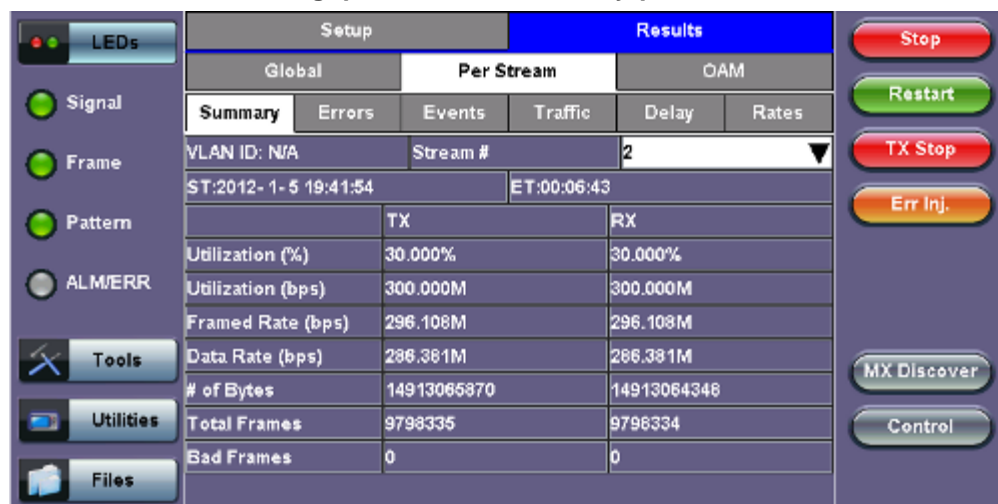 LEDs
Setup
Results
Stop
Global
Per Stream
OAM
Signal
Restart
Summary
Errors
Events
Traffic
Delay
Rates
VLAN ID: N/A
Stream #
2
TX Stop
Frame
ST:2012- 1- 5 19:41:54
ET:00:06:43
Err Inj.
Pattern
TX
RX
Utilization (%)
30.000%
30.000%
ALM/ERR
Utilization (bps)
300.000M
300.000M
Framed Rate (bps)
296.108M
296.108M
Tools
Data Rate (bps)
286.381M
286.381M
MX Discover
# of Bytes
14913065870
14913064348
Utilities
Total Frames
9798335
9798334
Control
Bad Frames
0
0
Files